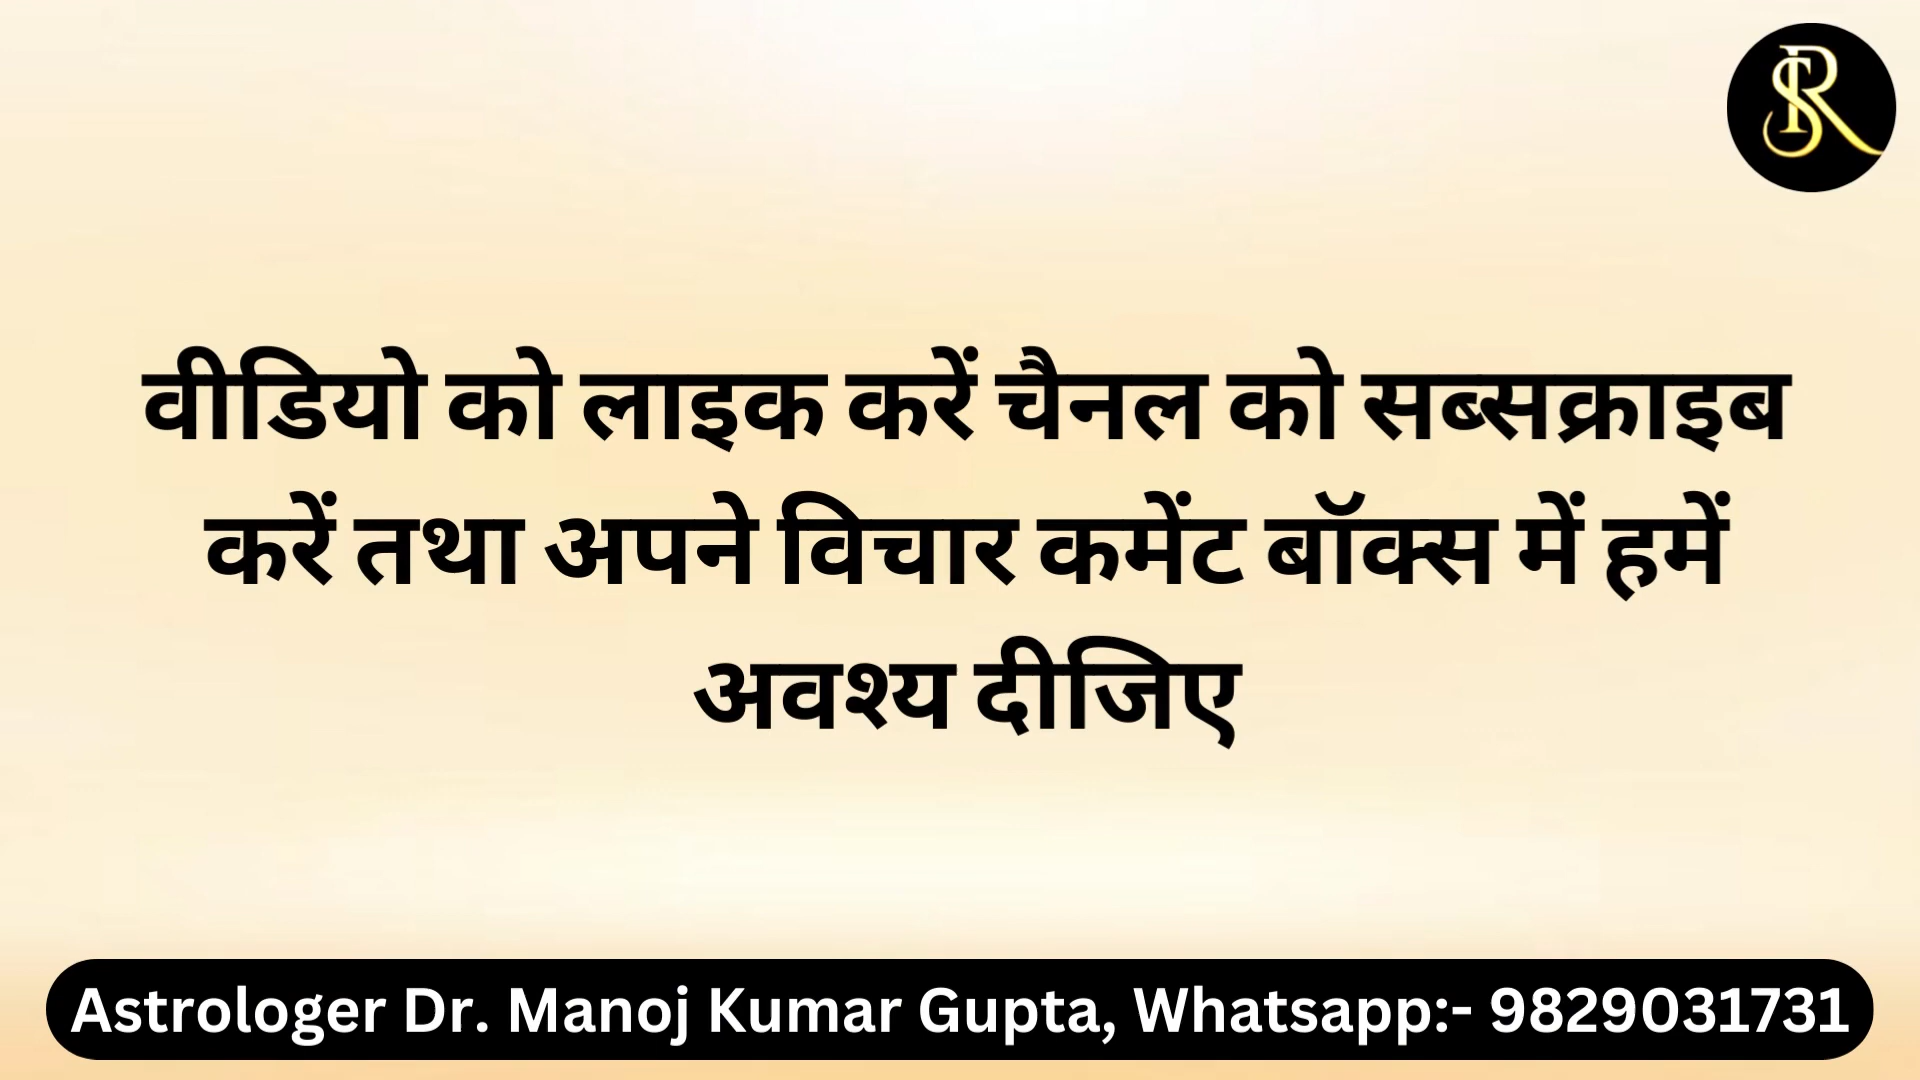 SR
वीडियो को लाइक करें चैनल को सब्सक्राइब
करें तथा अपने विचार कमेंट बॉक्स में हमें
अवश्य दीजिए
Astrologer Dr. Manoj Kumar Gupta, Whatsapp:- 9829031731